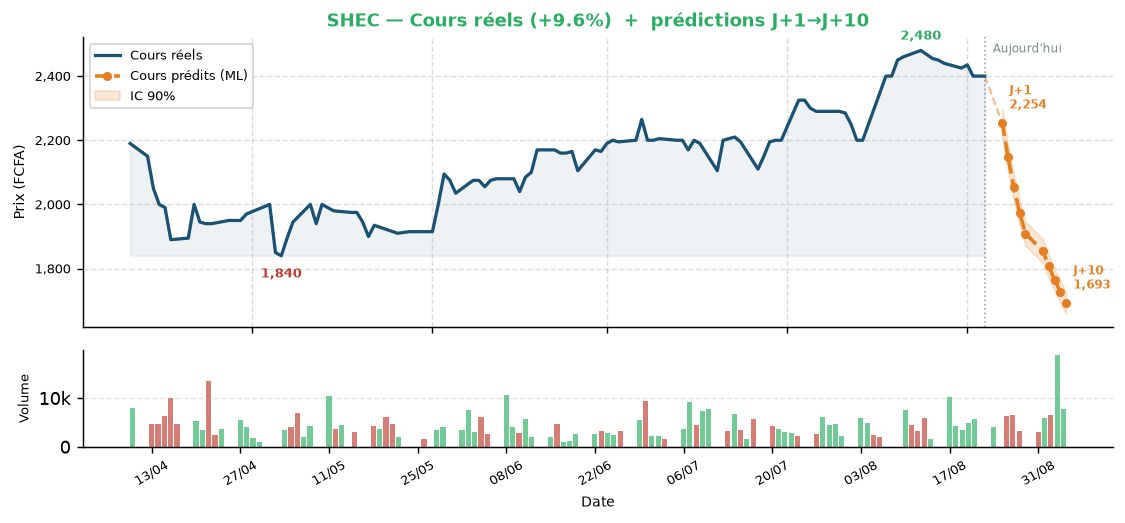 SHEC — Cours réels (+9.6%)  +  prédictions J+1→J+10
Cours réels
Cours prédits (ML)
IC 90%
2,480
Aujourd'hui
J+1
2,254
1,840
J+10
1,693
Prix (FCFA)
2,400
2,200
2,000
1,800
Volume
10k
0
13/04
27/04
11/05
25/05
08/06
22/06
06/07
20/07
03/08
17/08
31/08
Date